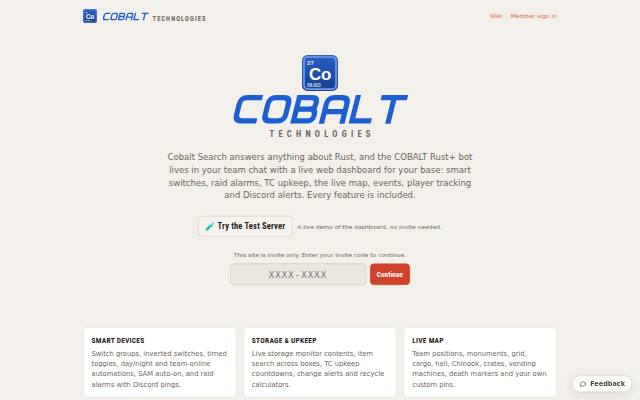 Co COBALT TECHNOLOGIES
Wiki Member sign in
27
Co
58.933
COBALT
TECHNOLOGIES
Cobalt Search answers anything about Rust, and the COBALT Rust+ bot
lives in your team chat with a live web dashboard for your base: smart
switches, raid alarms, TC upkeep, the live map, events, player tracking
and Discord alerts. Every feature is included.
🧪 Try the Test Server A live demo of the dashboard, no invite needed.
This site is invite only. Enter your invite code to continue.
XXXX-XXXX Continue
SMART DEVICES
Switch groups, inverted switches, timed
toggles, day/night and team-online
automations, SAM auto-on, and raid
alarms with Discord pings.
STORAGE & UPKEEP
Live storage monitor contents, item
search across boxes, TC upkeep
countdowns, change alerts and recycle
calculators.
LIVE MAP
Team positions, monuments, grid,
cargo, heli, Chinook, crates, vending
machines, death markers and your own
custom pins.
Feedback